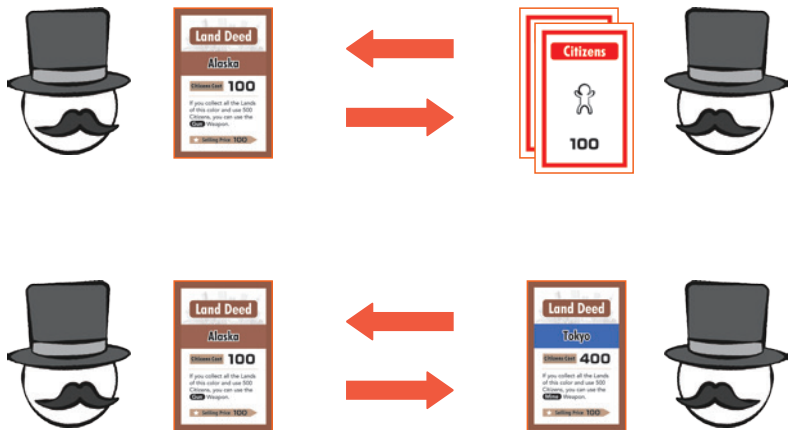 Land Deed
Alaska
Citizens Cost 100
If you collect all the Lands
of this color and use 500
Citizens, you can use the
Gun Weapon.
Selling Price 100
Citizens
100
Land Deed
Alaska
Citizens Cost 100
If you collect all the Lands
of this color and use 500
Citizens, you can use the
Gun Weapon.
Selling Price 100
Land Deed
Tokyo
Citizens Cost 400
If you collect all the Lands
of this color and use 500
Citizens, you can use the
Mine Weapon.
Selling Price 100